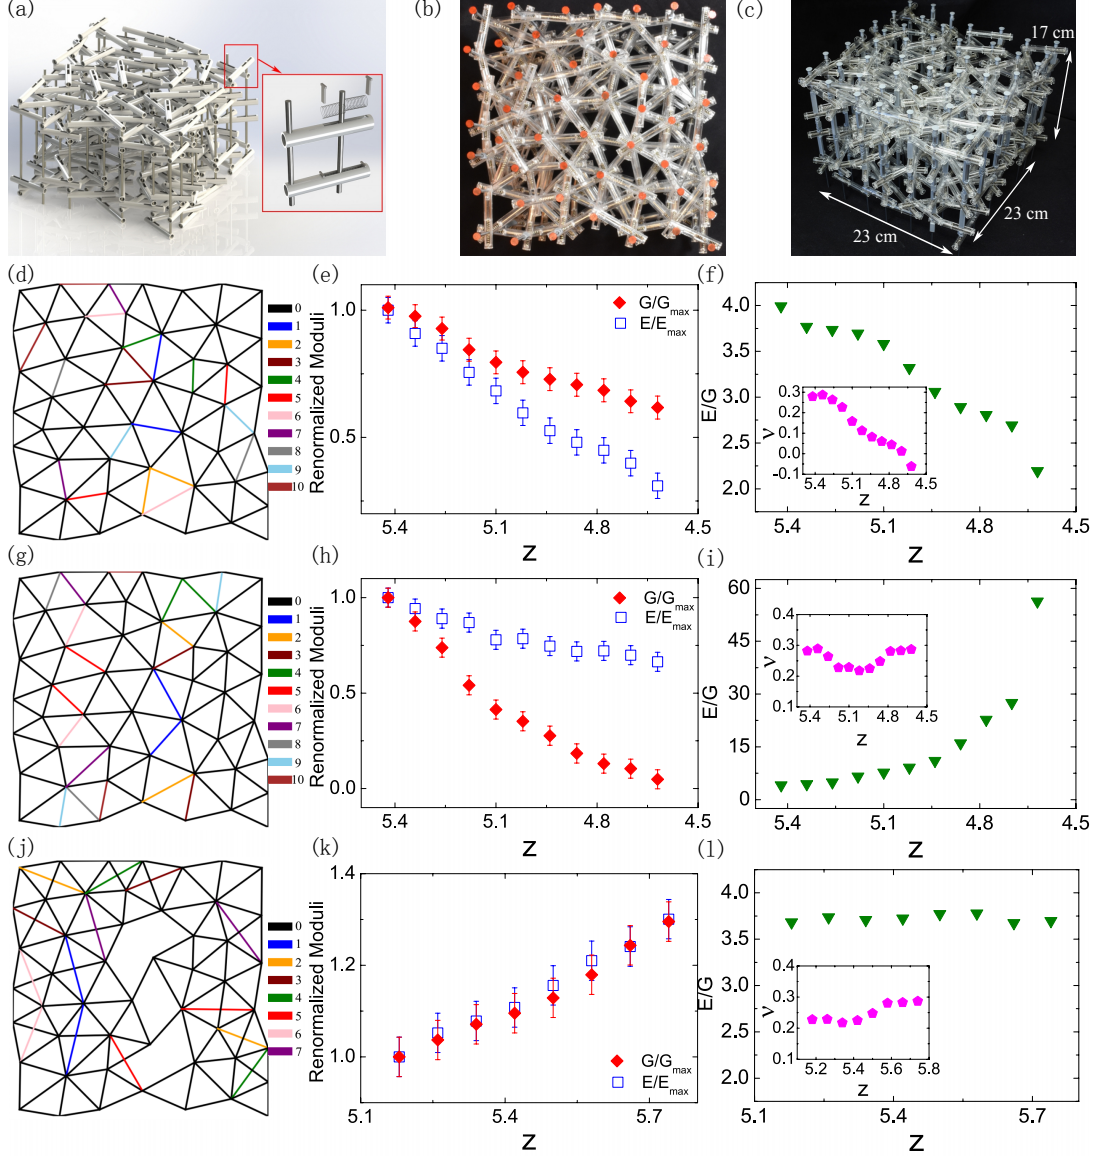 (a)
(b)
(c)
17 cm
23 cm
23 cm
(d)
0
1
2
3
4
5
6
7
8
9
10
(e)
Renormalized Moduli
1.0
0.5
G/Gmax
E/Emax
5.4 5.1 4.8 4.5
z
(f)
E/G
4.0
3.5
3.0
2.5
2.0
ν
0.3
0.2
0.1
0.0
-0.1
5.4 5.1 4.8 4.5
z
5.4 5.1 4.8 4.5
z
(g)
0
1
2
3
4
5
6
7
8
9
10
(h)
Renormalized Moduli
1.0
0.5
0.0
G/Gmax
E/Emax
5.4 5.1 4.8 4.5
z
(i)
E/G
60
45
30
15
0
ν
0.4
0.3
0.2
0.1
5.4 5.1 4.8 4.5
z
5.4 5.1 4.8 4.5
z
(j)
0
1
2
3
4
5
6
7
(k)
Renormalized Moduli
1.4
1.2
1.0
G/Gmax
E/Emax
5.1 5.4 5.7
z
(l)
E/G
4.0
3.5
3.0
2.5
2.0
ν
0.4
0.3
0.2
0.1
5.2 5.4 5.6 5.8
z
5.1 5.4 5.7
z